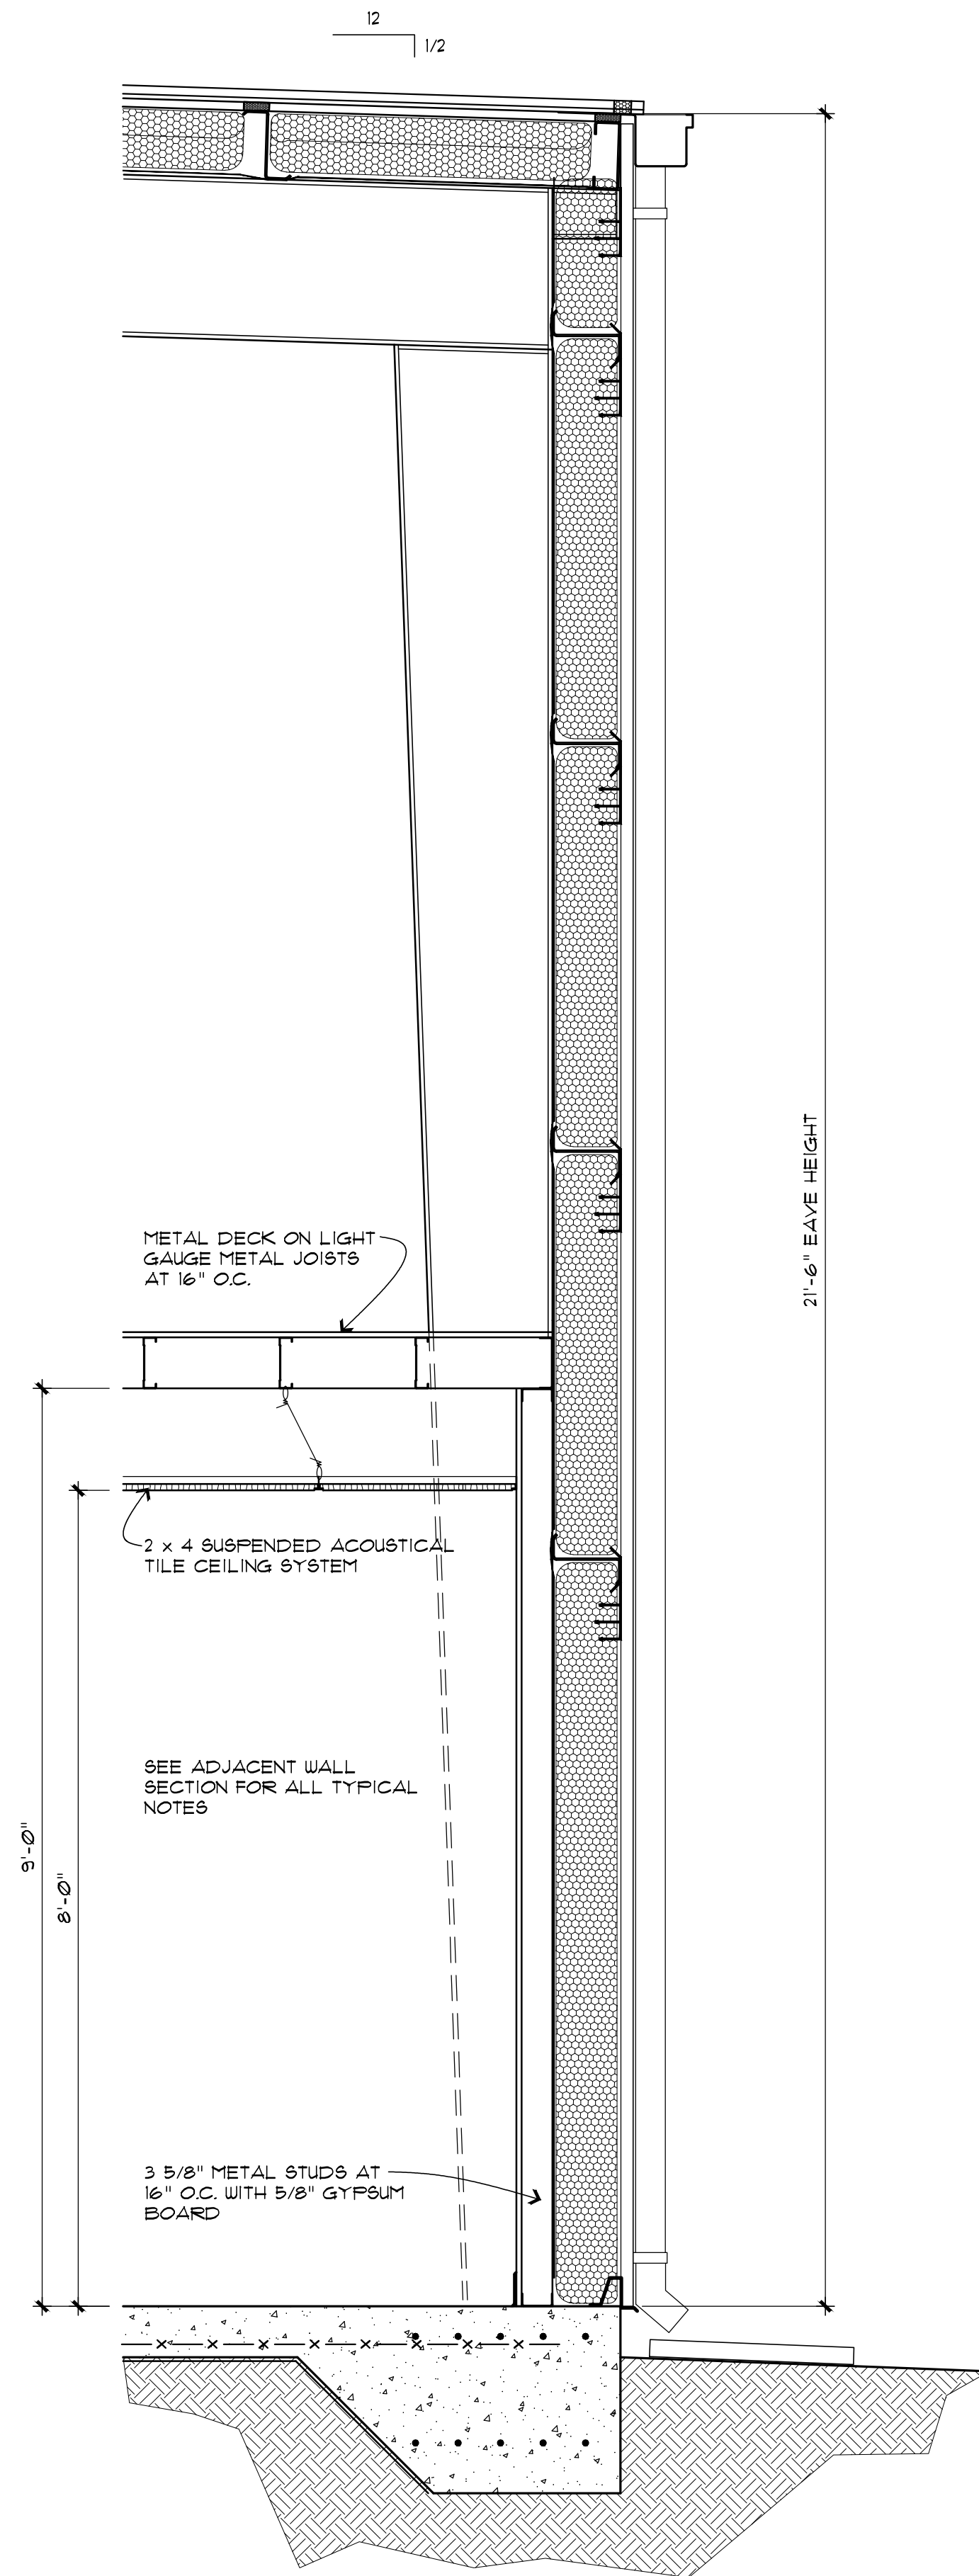 12
1/2
21'-6" EAVE HEIGHT
METAL DECK ON LIGHT
GAUGE METAL JOISTS
AT 16" O.C.
2 x 4 SUSPENDED ACOUSTICAL
TILE CEILING SYSTEM
SEE ADJACENT WALL
SECTION FOR ALL TYPICAL
NOTES
9'-0"
8'-0"
3 5/8" METAL STUDS AT
16" O.C. WITH 5/8" GYPSUM
BOARD